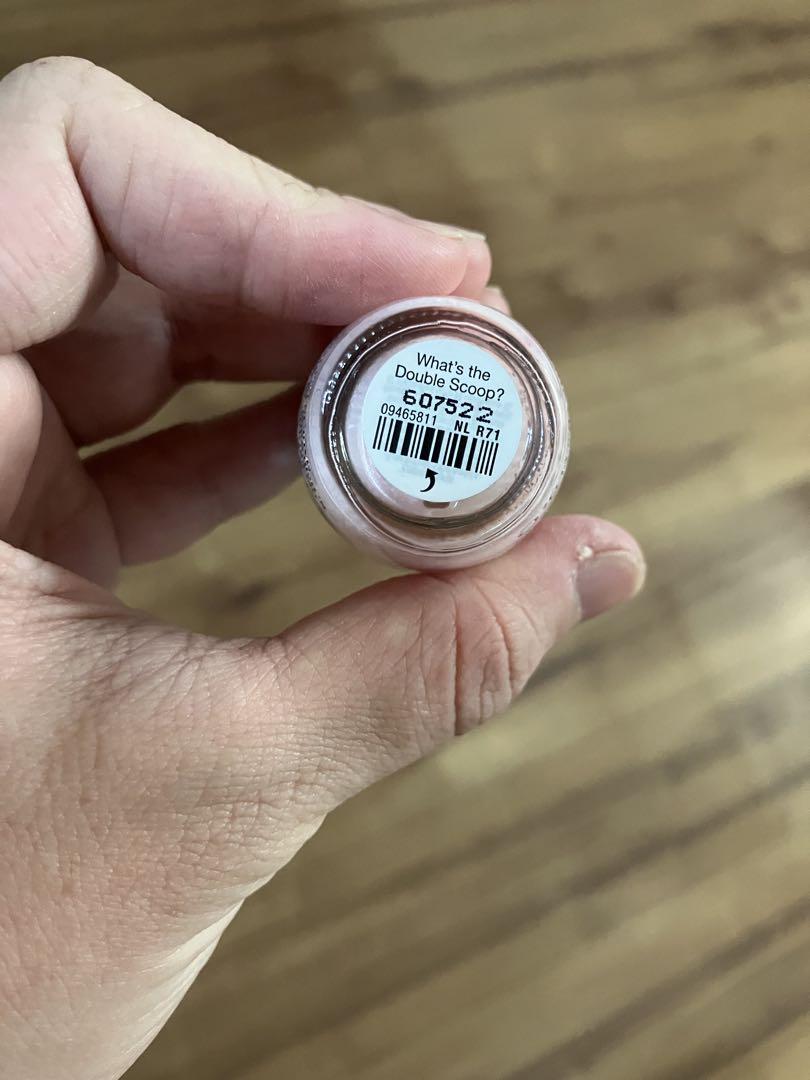 What's the
Double Scoop?
607522
09465811 NL R71